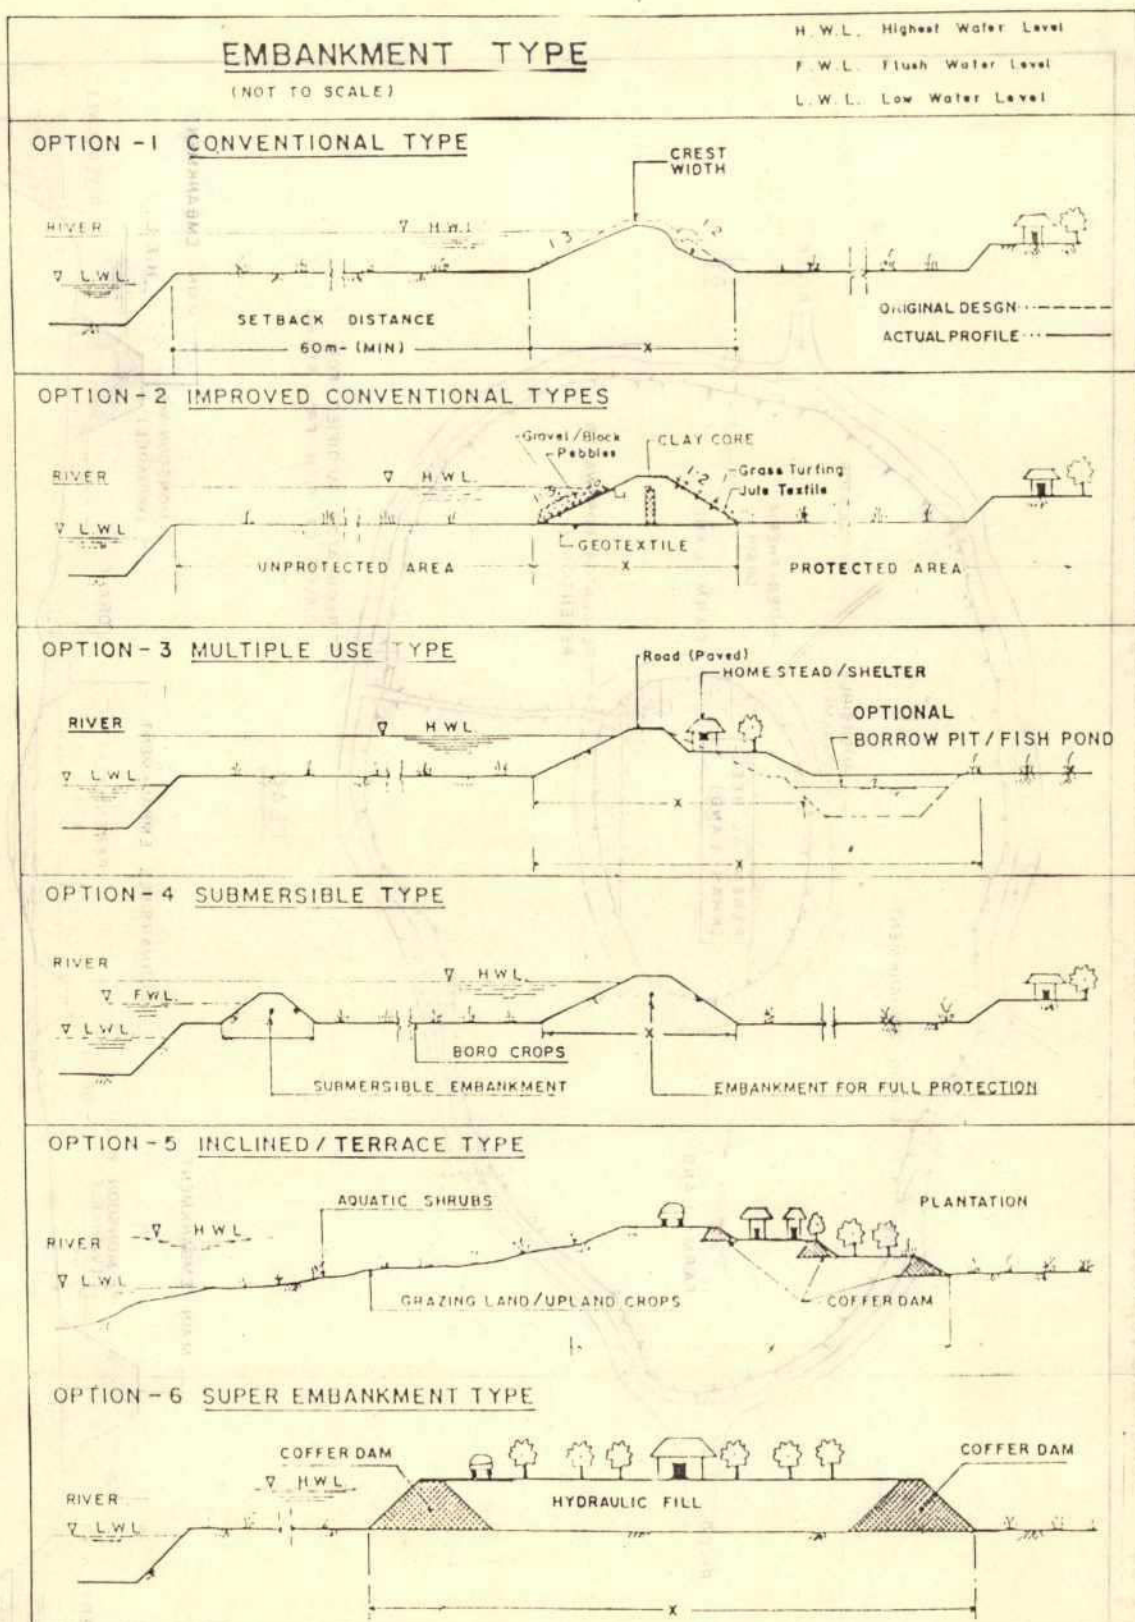 EMBANKMENT TYPE
(NOT TO SCALE)
H.W.L. Highest Water Level
F.W.L. Flush Water Level
L.W.L. Low Water Level
OPTION -1 CONVENTIONAL TYPE
CREST
WIDTH
RIVER
H.W.L
L.W.L.
1:3
SETBACK DISTANCE
60m- (MIN)
X
ORIGINAL DESGN
ACTUAL PROFILE
OPTION-2 IMPROVED CONVENTIONAL TYPES
Gravel/Block
Pebbles
CLAY CORE
RIVER
H.W.L.
1:2
Grass Turfing
Jute Textile
L.W.L.
GEOTEXTILE
UNPROTECTED AREA
X
PROTECTED AREA
OPTION-3 MULTIPLE USE TYPE
Road (Paved)
HOMESTEAD/SHELTER
RIVER
H.W.L.
OPTIONAL
BORROW PIT/FISH POND
L.W.L.
X
X
OPTION-4 SUBMERSIBLE TYPE
RIVER
H.W.L.
F.W.L.
L.W.L.
X
BORO CROPS
SUBMERSIBLE EMBANKMENT
EMBANKMENT FOR FULL PROTECTION
OPTION-5 INCLINED/TERRACE TYPE
AQUATIC SHRUBS
PLANTATION
H.W.L.
RIVER
L.W.L.
GRAZING LAND/UPLAND CROPS
COFFER DAM
OPTION-6 SUPER EMBANKMENT TYPE
COFFER DAM
COFFER DAM
H.W.L.
RIVER
HYDRAULIC FILL
L.W.L.
X